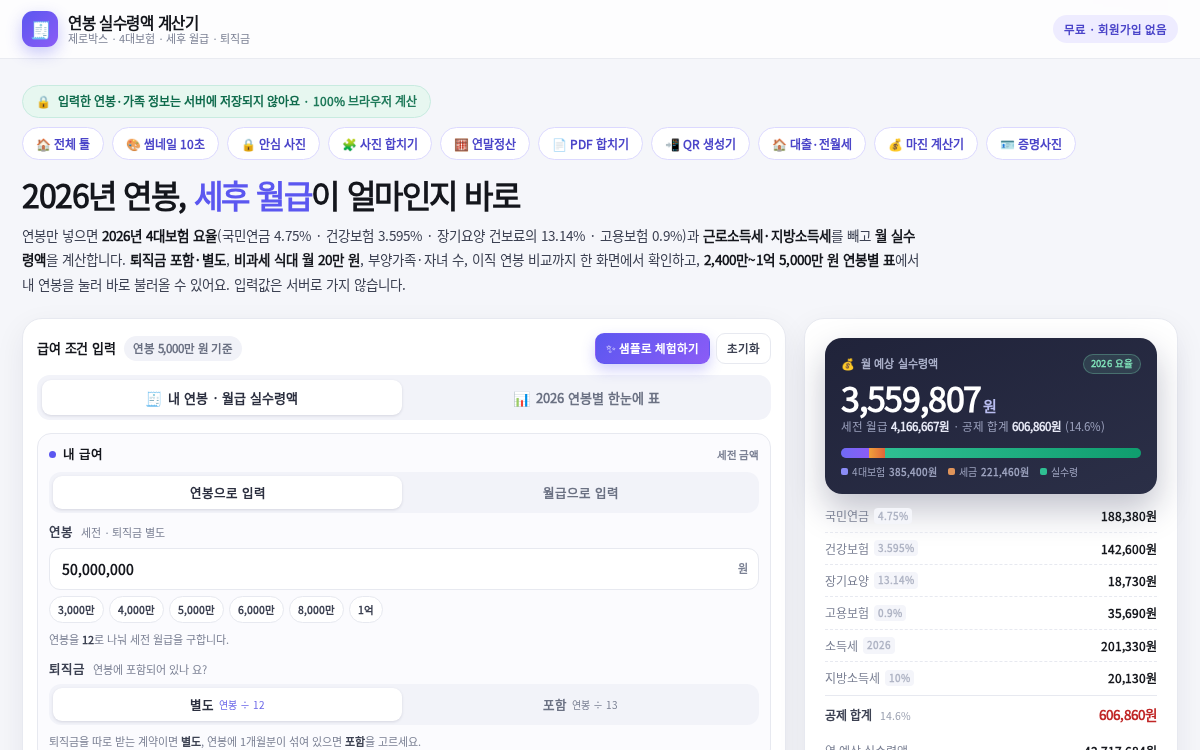 연봉 실수령액 계산기
제로박스 · 4대보험 · 세후 월급 · 퇴직금
무료 · 회원가입 없음
입력한 연봉·가족 정보는 서버에 저장되지 않아요 · 100% 브라우저 계산
전체 툴
썸네일 10초
안심 사진
사진 합치기
연말정산
PDF 합치기
QR 생성기
대출·전월세
마진 계산기
증명사진
2026년 연봉, 세후 월급이 얼마인지 바로
연봉만 넣으면 2026년 4대보험 요율(국민연금 4.75% · 건강보험 3.595% · 장기요양 건보료의 13.14% · 고용보험 0.9%)과 근로소득세·지방소득세를 빼고 월 실수
령액을 계산합니다. 퇴직금 포함·별도, 비과세 식대 월 20만 원, 부양가족·자녀 수, 이직 연봉 비교까지 한 화면에서 확인하고, 2,400만~1억 5,000만 원 연봉별 표에서
내 연봉을 눌러 바로 불러올 수 있어요. 입력값은 서버로 가지 않습니다.
급여 조건 입력
연봉 5,000만 원 기준
샘플로 체험하기
초기화
내 연봉 · 월급 실수령액
2026 연봉별 한눈에 표
내 급여
세전 금액
연봉으로 입력
월급으로 입력
연봉 세전 · 퇴직금 별도
50,000,000 원
3,000만
4,000만
5,000만
6,000만
8,000만
1억
연봉을 12로 나눠 세전 월급을 구합니다.
퇴직금 연봉에 포함되어 있나 요?
별도 연봉 ÷ 12
포함 연봉 ÷ 13
퇴직금을 따로 받는 계약이면 별도, 연봉에 1개월분이 섞여 있으면 포함을 고르세요.
월 예상 실수령액
2026 요율
3,559,807원
세전 월급 4,166,667원 · 공제 합계 606,860원 (14.6%)
4대보험 385,400원
세금 221,460원
실수령
국민연금 4.75% 188,380원
건강보험 3.595% 142,600원
장기요양 13.14% 18,730원
고용보험 0.9% 35,690원
소득세 2026 201,330원
지방소득세 10% 20,130원
공제 합계 14.6% 606,860원
연 예상 실수령액 42,717,684원